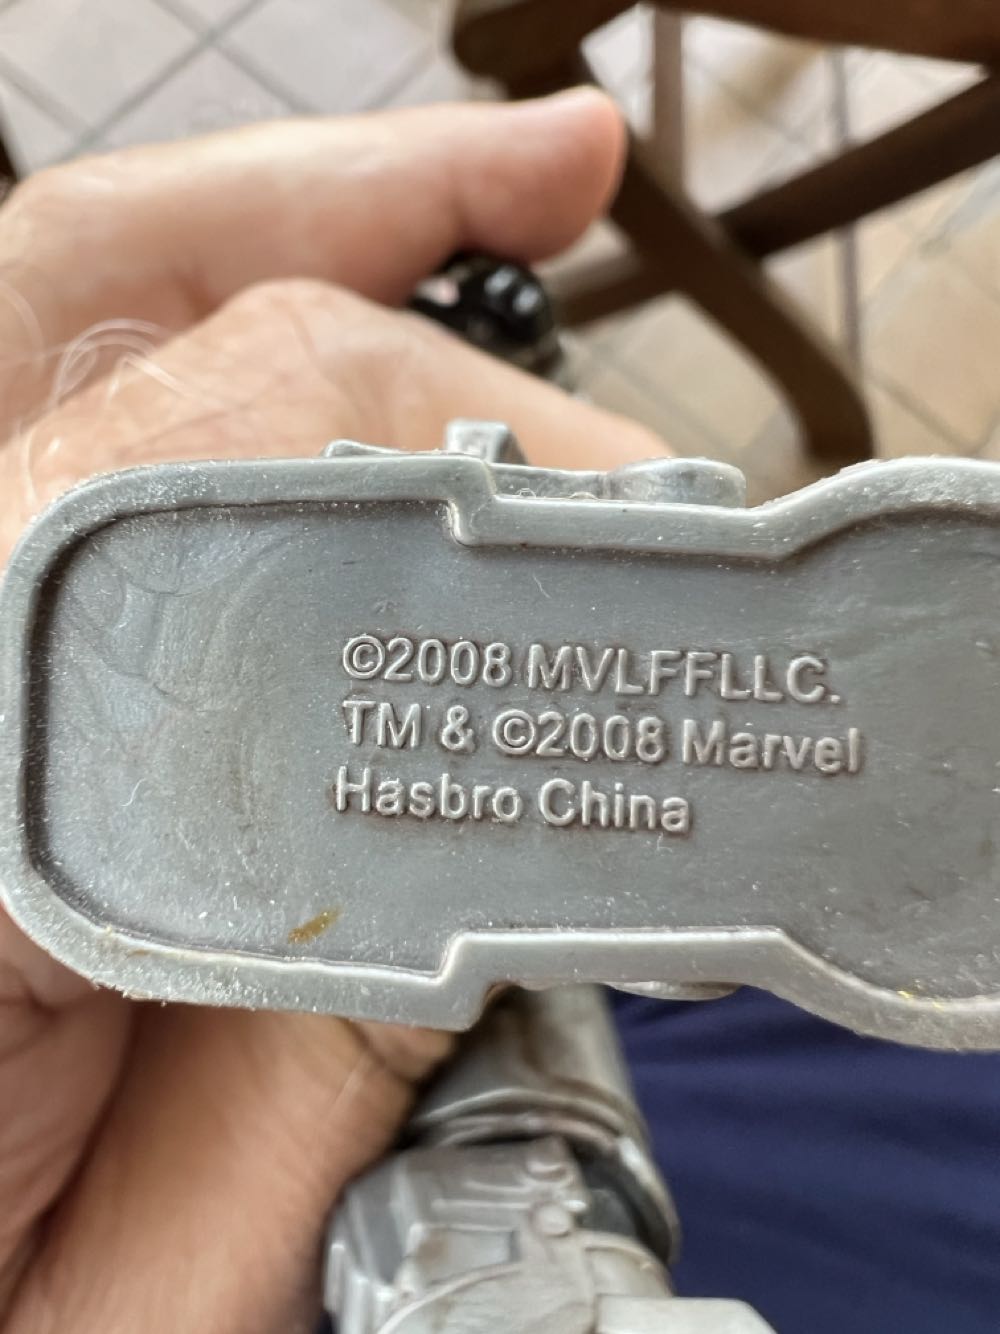 ©2008 MVLFFLLC.
TM & ©2008 Marvel
Hasbro China